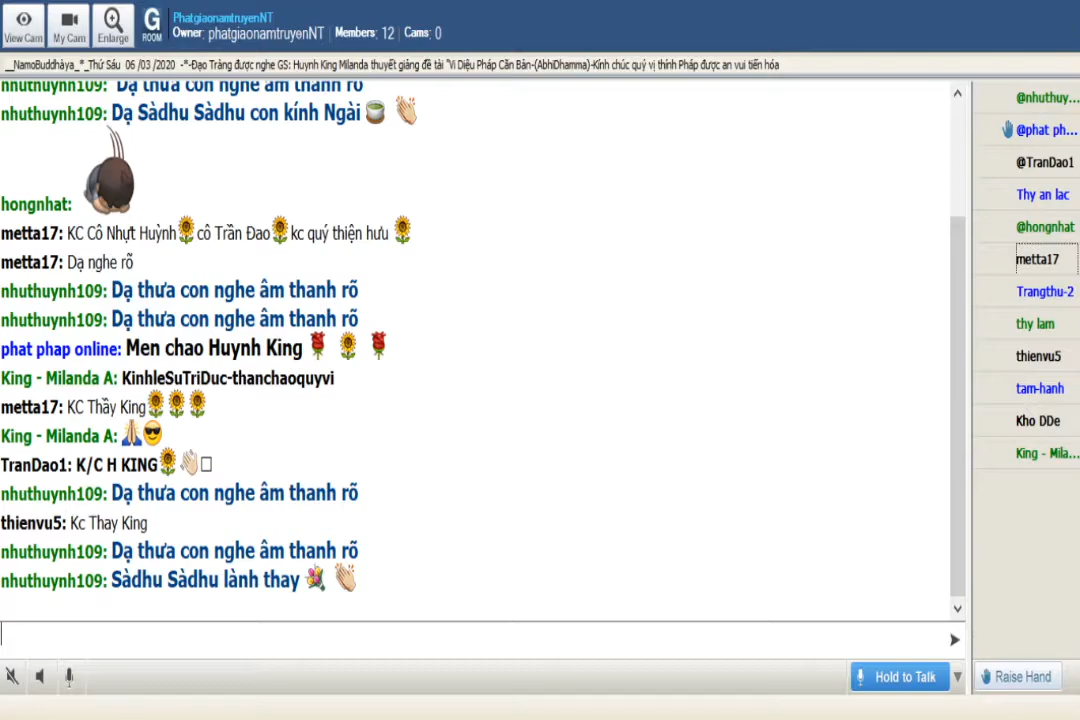 View Cam
My Cam
Enlarge
G
ROOM
PhatgiaonamtruyenNT
Owner: phatgiaonamtruyenNT | Members: 12 | Cams: 0
__NamoBuddhàya_*_Thứ Sáu 06 /03 /2020 -*-Đạo Tràng được nghe GS: Huynh King Milanda thuyết giảng đề tài "Vi Diệu Pháp Căn Bản-(AbhiDhamma)-Kính chúc quý vị thính Pháp được an vui tiến hóa
nhuthuynh109: Dạ thưa con nghe âm thanh rõ
nhuthuynh109: Dạ Sàdhu Sàdhu con kính Ngài
hongnhat:
metta17: KC Cô Nhựt Huỳnh cô Trần Đao kc quý thiện hưu
metta17: Dạ nghe rõ
nhuthuynh109: Dạ thưa con nghe âm thanh rõ
nhuthuynh109: Dạ thưa con nghe âm thanh rõ
phat phap online: Men chao Huynh King
King - Milanda A: KinhleSuTriDuc-thanchaoquyvi
metta17: KC Thầy King
King - Milanda A:
TranDao1: K/C H KING
nhuthuynh109: Dạ thưa con nghe âm thanh rõ
thienvu5: Kc Thay King
nhuthuynh109: Dạ thưa con nghe âm thanh rõ
nhuthuynh109: Sàdhu Sàdhu lành thay
@nhuthuy...
@phat ph...
@TranDao1
Thy an lac
@hongnhat
metta17
Trangthu-2
thy lam
thienvu5
tam-hanh
Kho DDe
King - Mila...
Hold to Talk
Raise Hand